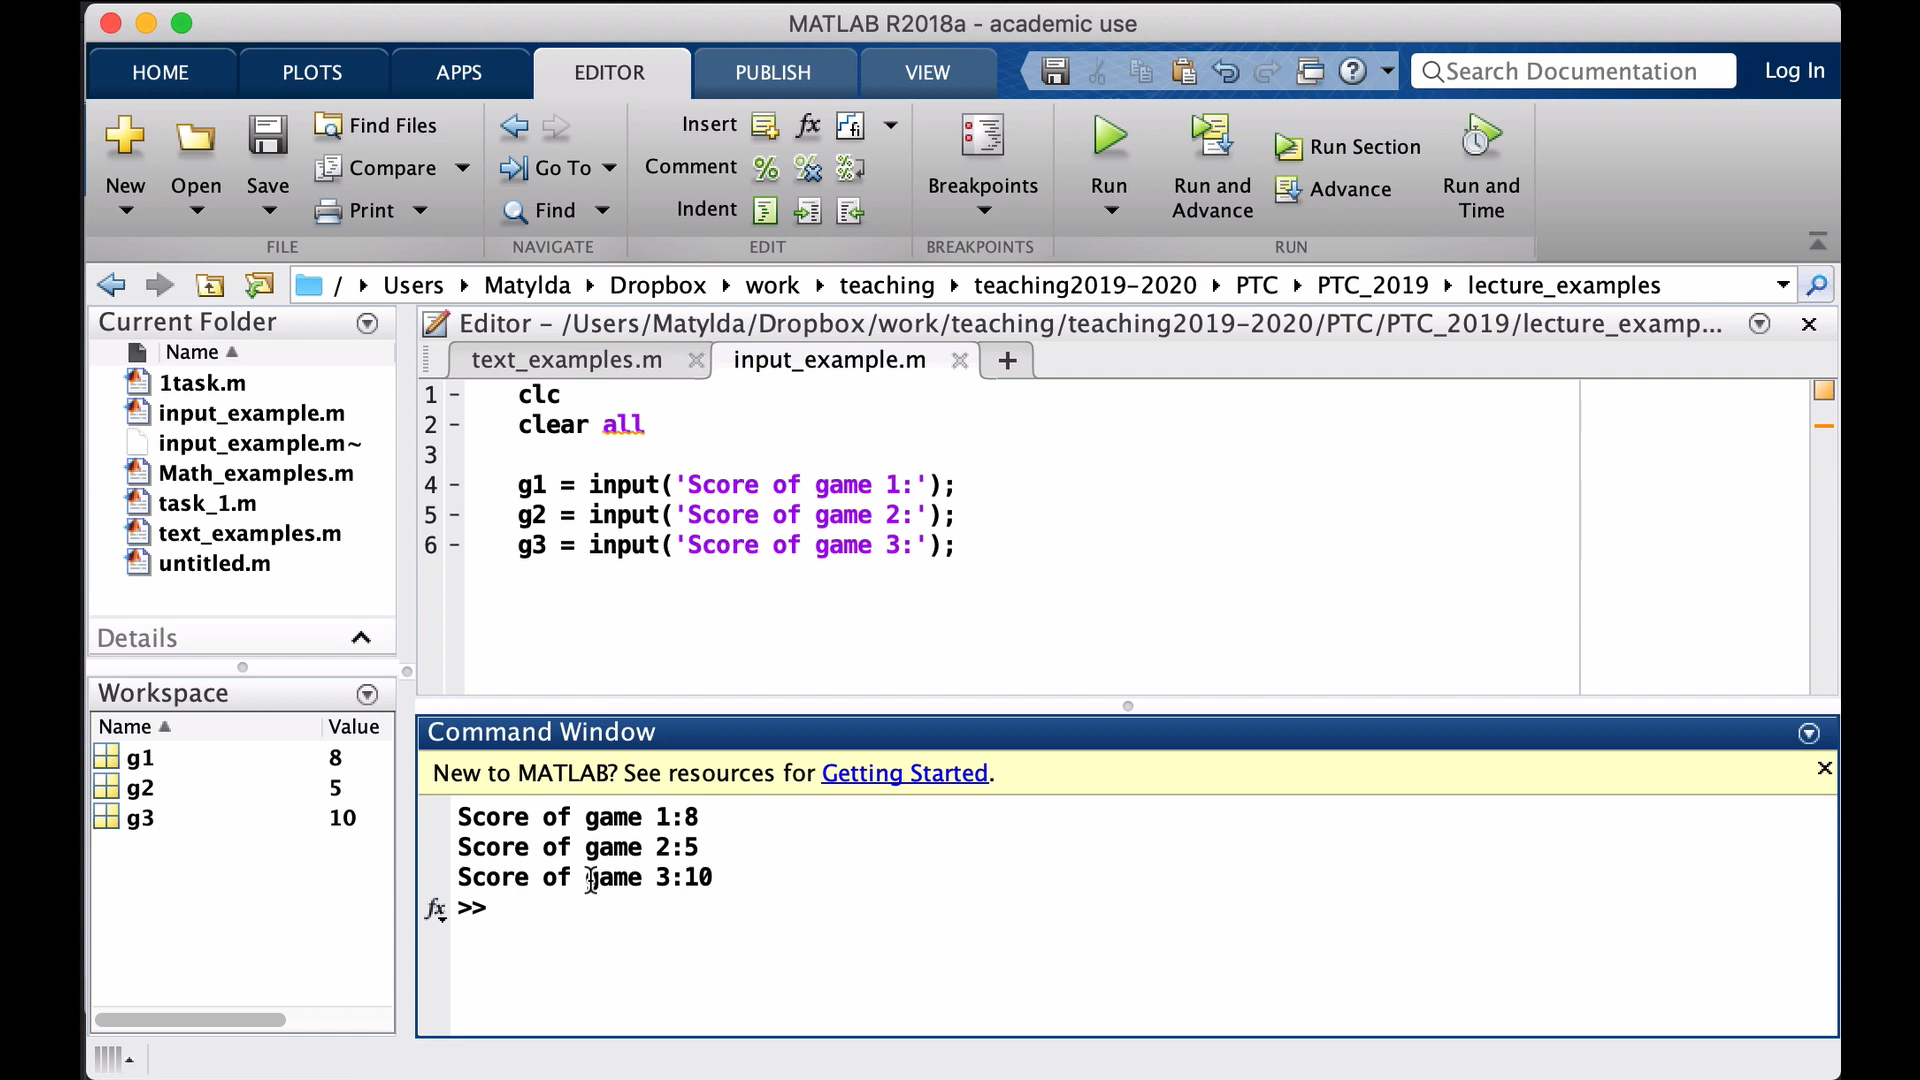 MATLAB R2018a - academic use
HOME PLOTS APPS EDITOR PUBLISH VIEW Search Documentation Log In
New Open Save Find Files Compare Print
Go To Find
Insert fx fi
Comment % % %
Indent
Breakpoints
Run Run and Advance Run Section Advance Run and Time
FILE NAVIGATE EDIT BREAKPOINTS RUN
/ Users Matylda Dropbox work teaching teaching2019-2020 PTC PTC_2019 lecture_examples
Current Folder
Name
1task.m
input_example.m
input_example.m~
Math_examples.m
task_1.m
text_examples.m
untitled.m
Details
Workspace
Name Value
g1 8
g2 5
g3 10
Editor - /Users/Matylda/Dropbox/work/teaching/teaching2019-2020/PTC/PTC_2019/lecture_examp...
text_examples.m input_example.m +
1 - clc
2 - clear all
3
4 - g1 = input('Score of game 1:');
5 - g2 = input('Score of game 2:');
6 - g3 = input('Score of game 3:');
Command Window
New to MATLAB? See resources for Getting Started.
Score of game 1:8
Score of game 2:5
Score of game 3:10
fx >>